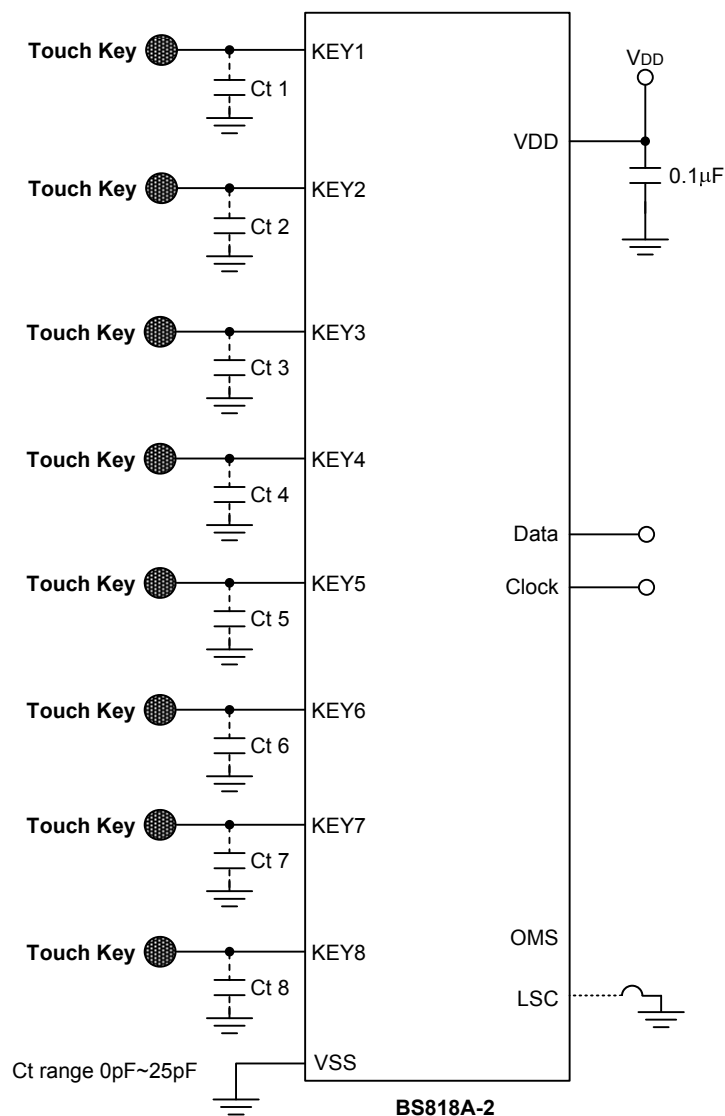 Touch Key
KEY1
Ct 1
VDD
VDD
0.1μF
Touch Key
KEY2
Ct 2
Touch Key
KEY3
Ct 3
Touch Key
KEY4
Ct 4
Data
Touch Key
KEY5
Clock
Ct 5
Touch Key
KEY6
Ct 6
Touch Key
KEY7
Ct 7
Touch Key
KEY8
OMS
Ct 8
LSC
Ct range 0pF~25pF
VSS
BS818A-2